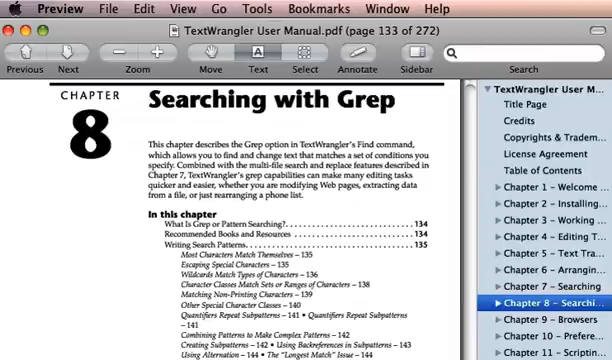 Preview File Edit View Go Tools Bookmarks Window Help
TextWrangler User Manual.pdf (page 133 of 272)
Previous Next Zoom Move Text Select Annotate Sidebar Search
A
CHAPTER
8
Searching with Grep
This chapter describes the Grep option in TextWrangler's Find command,
which allows you to find and change text that matches a set of conditions you
specify. Combined with the multi-file search and replace features described in
Chapter 7, TextWrangler's grep capabilities can make many editing tasks
quicker and easier, whether you are modifying Web pages, extracting data
from a file, or just rearranging a phone list.
In this chapter
What Is Grep or Pattern Searching?. . . . . . . . . . . . . . . . . . . . . . . . . . . . . 134
Recommended Books and Resources . . . . . . . . . . . . . . . . . . . . . . . . . . . . 134
Writing Search Patterns. . . . . . . . . . . . . . . . . . . . . . . . . . . . . . . . . . . . . . . 135
Most Characters Match Themselves – 135
Escaping Special Characters – 135
Wildcards Match Types of Characters – 136
Character Classes Match Sets or Ranges of Characters – 138
Matching Non-Printing Characters – 139
Other Special Character Classes – 140
Quantifiers Repeat Subpatterns – 141 • Quantifiers Repeat Subpatterns
– 141
Combining Patterns to Make Complex Patterns – 142
Creating Subpatterns – 142 • Using Backreferences in Subpatterns – 143
Using Alternation – 144 • The "Longest Match" Issue – 144
TextWrangler User M...
Title Page
Credits
Copyrights & Tradem...
License Agreement
Table of Contents
Chapter 1 – Welcome ...
Chapter 2 – Installing...
Chapter 3 – Working ...
Chapter 4 – Editing T...
Chapter 5 – Text Tra...
Chapter 6 – Arrangin...
Chapter 7 – Searching
Chapter 8 – Searchi...
Chapter 9 – Browsers
Chapter 10 – Prefere...
Chapter 11 – Scriptin...